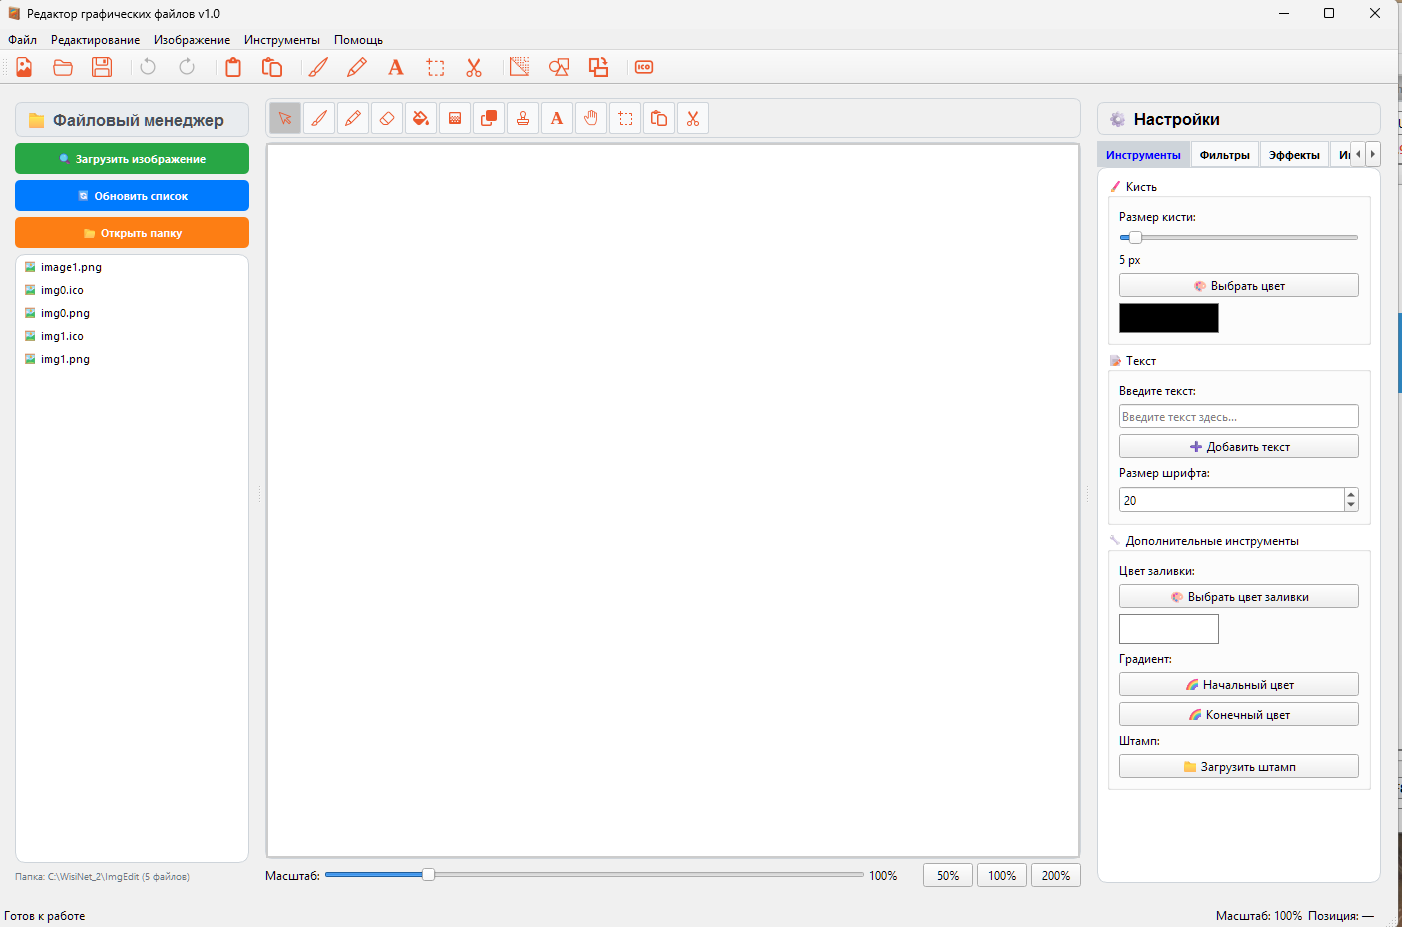 Редактор графических файлов v1.0
Файл Редактирование Изображение Инструменты Помощь
ICO
Файловый менеджер
Загрузить изображение
Обновить список
Открыть папку
image1.png
img0.ico
img0.png
img1.ico
img1.png
Папка: C:\WisiNet_2\ImgEdit (5 файлов)
A
Масштаб: 100% 50% 100% 200%
Настройки
Инструменты Фильтры Эффекты
Кисть
Размер кисти:
5 px
Выбрать цвет
Текст
Введите текст:
Введите текст здесь...
Добавить текст
Размер шрифта:
20
Дополнительные инструменты
Цвет заливки:
Выбрать цвет заливки
Градиент:
Начальный цвет
Конечный цвет
Штамп:
Загрузить штамп
Готов к работе
Масштаб: 100% Позиция: —